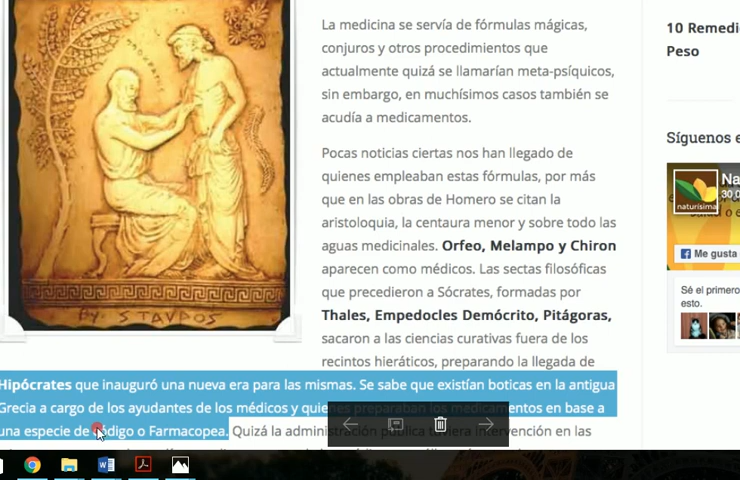 La medicina se servía de fórmulas mágicas,
conjuros y otros procedimientos que
actualmente quizá se llamarían meta-psíquicos,
sin embargo, en muchísimos casos también se
acudía a medicamentos.
Pocas noticias ciertas nos han llegado de
quienes empleaban estas fórmulas, por más
que en las obras de Homero se citan la
aristoloquia, la centaura menor y sobre todo las
aguas medicinales. Orfeo, Melampo y Chiron
aparecen como médicos. Las sectas filosóficas
que precedieron a Sócrates, formadas por
Thales, Empedocles Demócrito, Pitágoras,
sacaron a las ciencias curativas fuera de los
recintos hieráticos, preparando la llegada de
Hipócrates que inauguró una nueva era para las mismas. Se sabe que existían boticas en la antigua
Grecia a cargo de los ayudantes de los médicos y quienes preparaban los medicamentos en base a
una especie de código o Farmacopea. Quizá la administración pública tuviera intervención en las
BY: STAVROS
10 Remedi
Peso
Síguenos e
naturísima
Na
30 0
Me gusta
Sé el primero
esto.